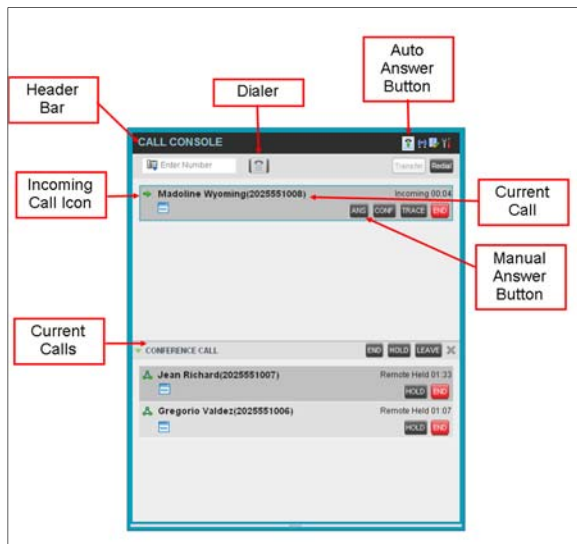 Auto
Answer
Button
Header
Bar
Dialer
CALL CONSOLE
Enter Number
Transfer Redial
Incoming
Call Icon
Madoline Wyoming(2025551008) Incoming 00:04
ANS CONF TRACE END
Current
Call
Manual
Answer
Button
Current
Calls
CONFERENCE CALL END HOLD LEAVE
Jean Richard(2025551007) Remote Held 01:33
HOLD END
Gregorio Valdez(2025551006) Remote Held 01:07
HOLD END